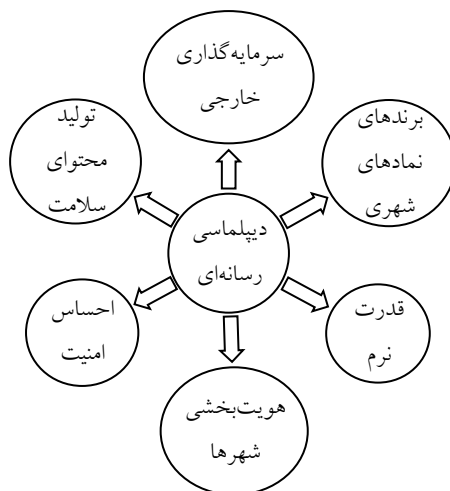 سرمایه‌گذاری
خارجی
برندهای
نمادهای
شهری
تولید
محتوای
سلامت
دیپلماسی
رسانه‌ای
قدرت
نرم
احساس
امنیت
هویت‌بخشی
شهرها